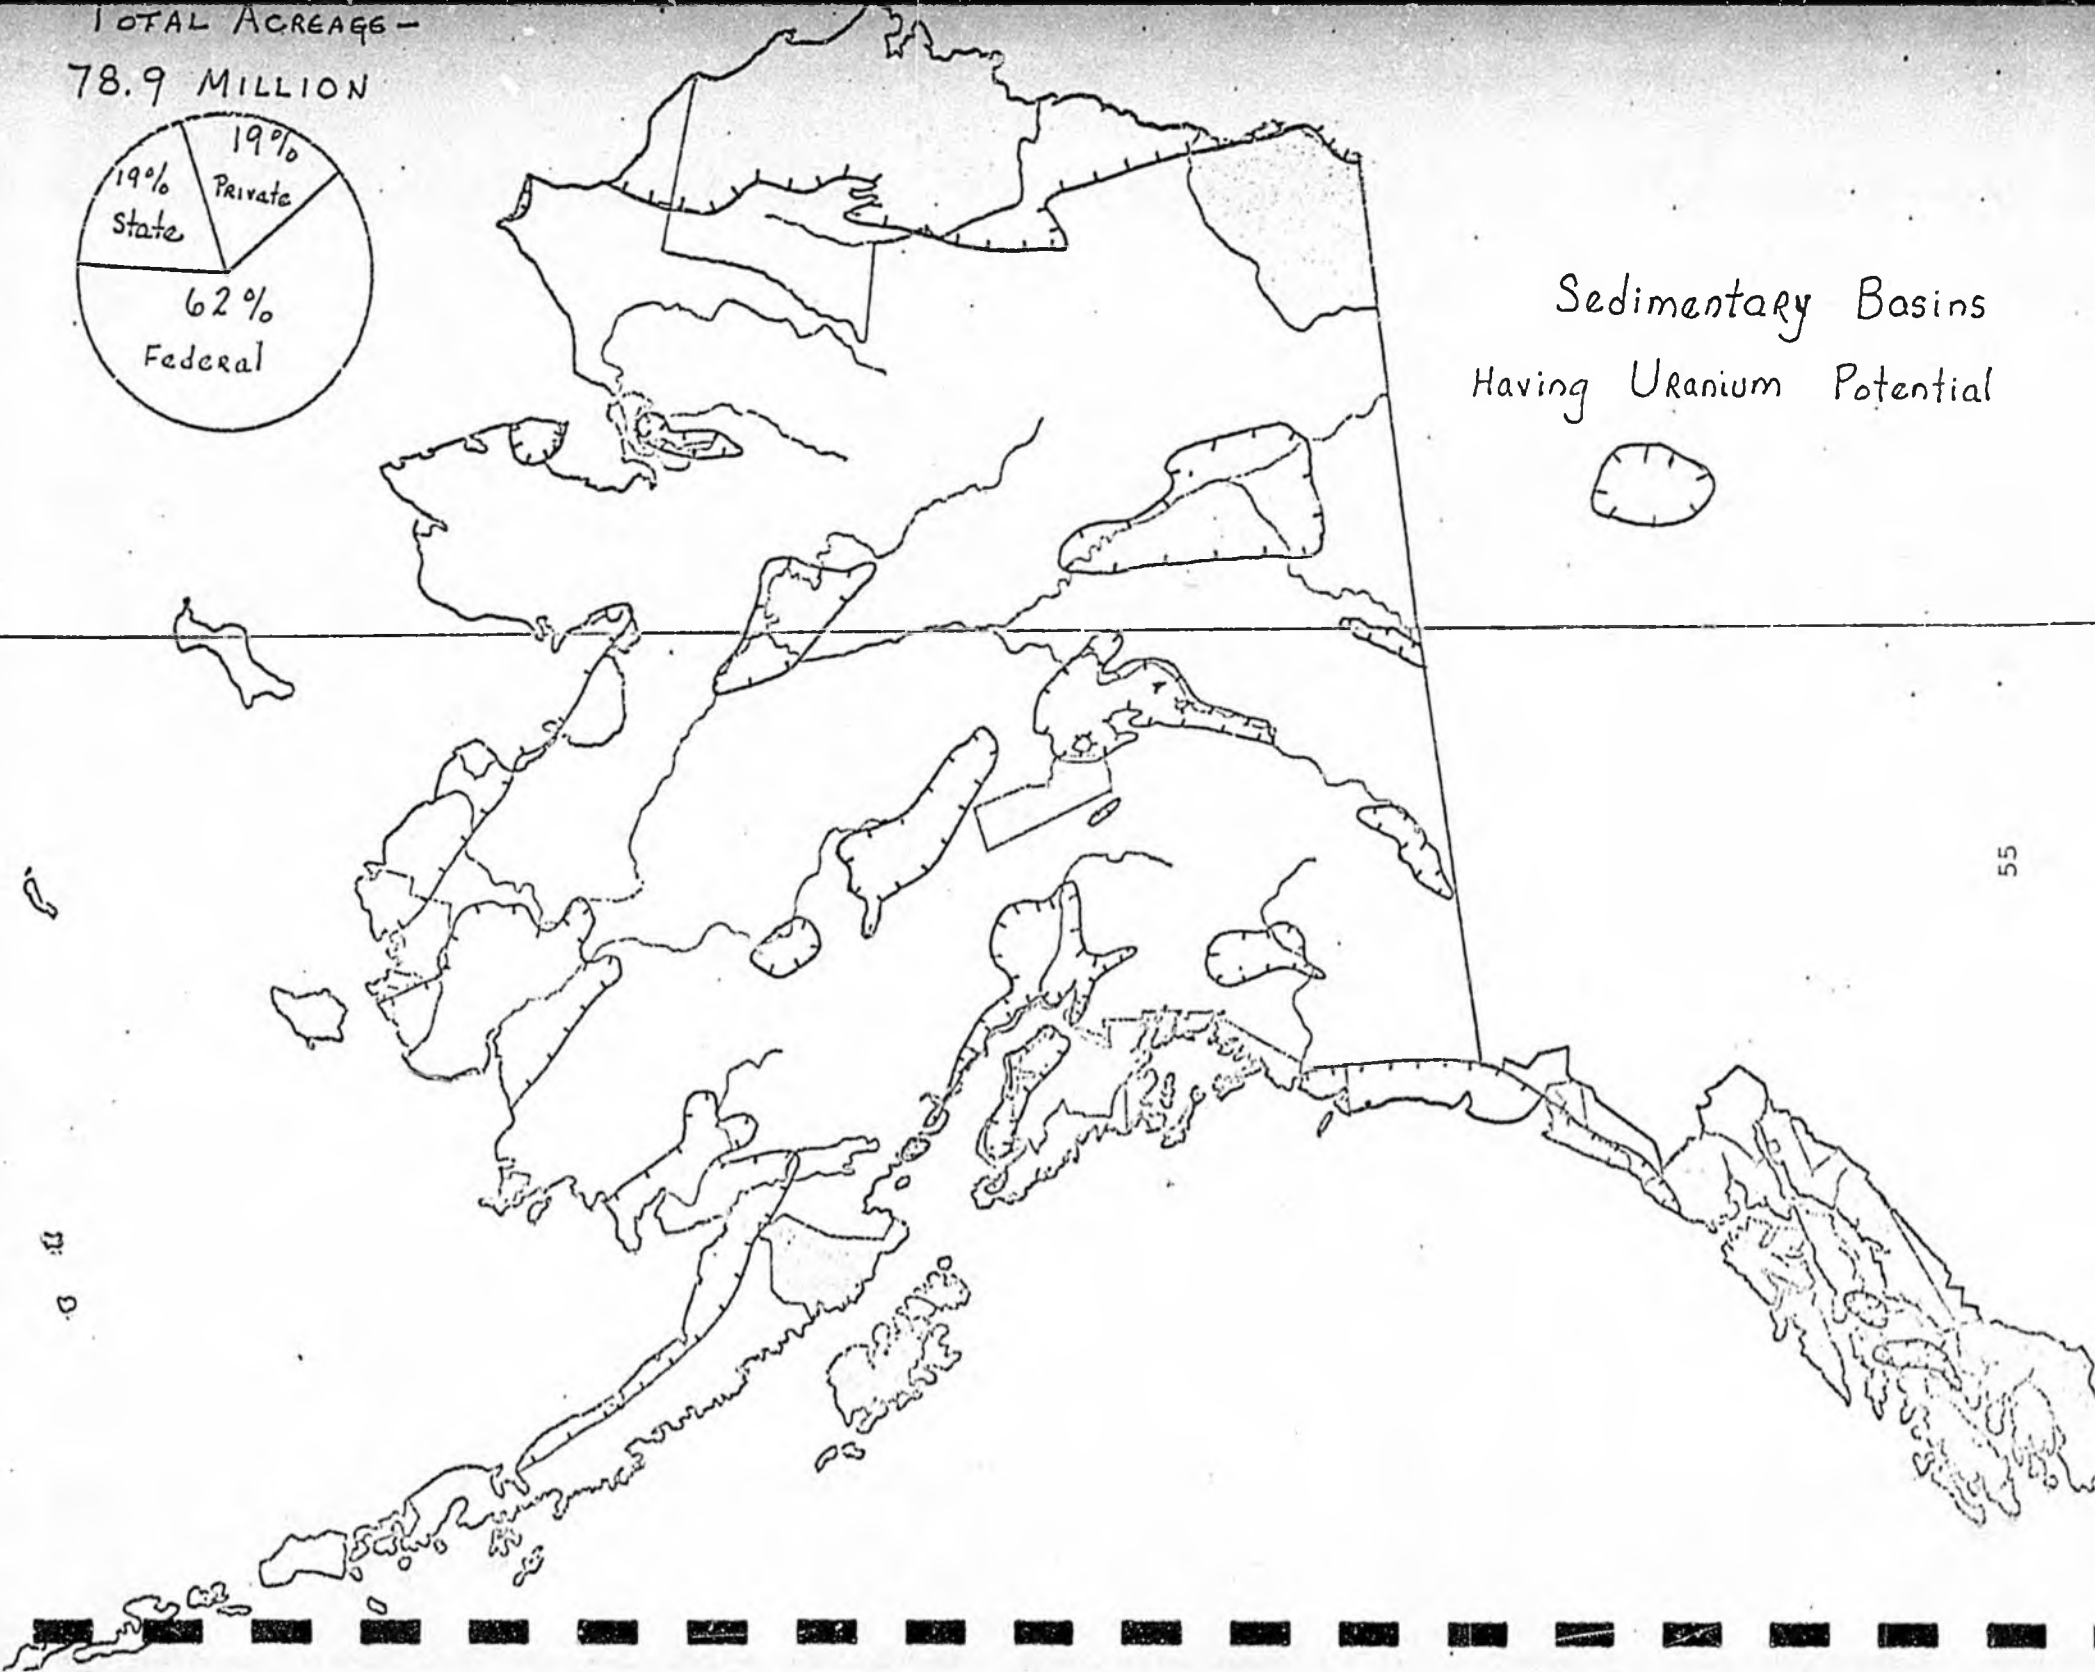 TOTAL ACREAGE —
78.9 MILLION
19%
Private
19%
State
62%
Federal
Sedimentary Basins
Having Uranium Potential
55